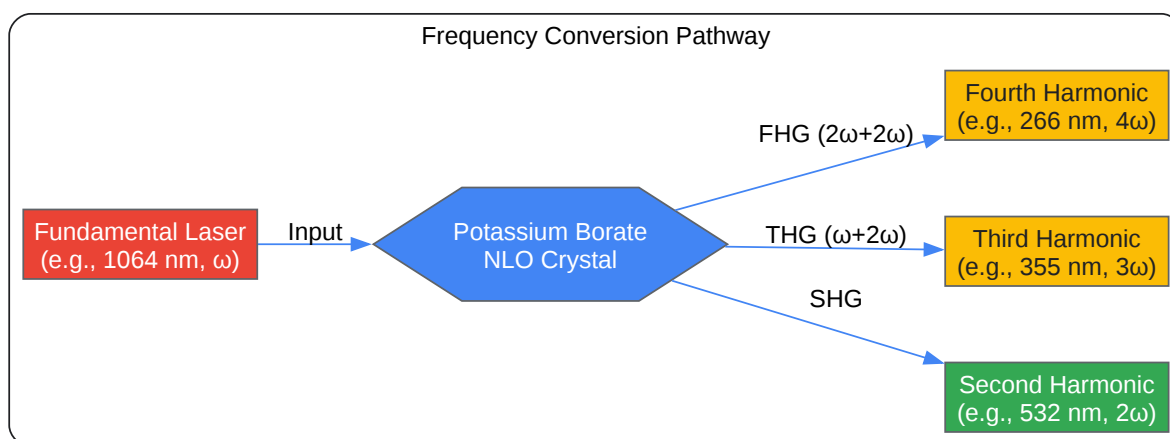 Frequency Conversion Pathway
Fundamental Laser
(e.g., 1064 nm, ω)
Input
Potassium Borate
NLO Crystal
FHG (2ω+2ω)
THG (ω+2ω)
SHG
Fourth Harmonic
(e.g., 266 nm, 4ω)
Third Harmonic
(e.g., 355 nm, 3ω)
Second Harmonic
(e.g., 532 nm, 2ω)